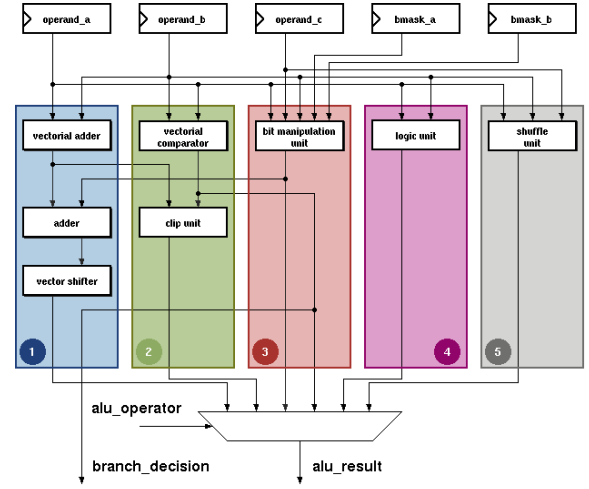 operand_a
operand_b
operand_c
bmask_a
bmask_b
vectorial adder
vectorial
comparator
bit manipulation
unit
logic unit
shuffle
unit
adder
clip unit
vector shifter
1
2
3
4
5
alu_operator
branch_decision
alu_result